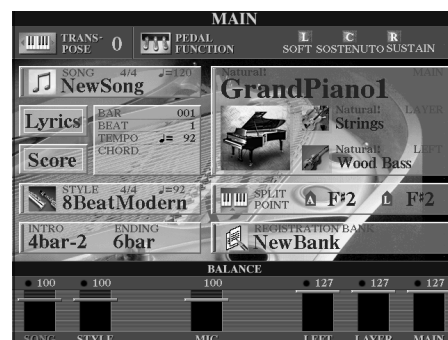 MAIN
TRANS-
POSE 0
PEDAL
FUNCTION
L C R
SOFT SOSTENUTO SUSTAIN
SONG 4/4 ♩=120
NewSong
Natural! MAIN
GrandPiano1
Lyrics
BAR 001
BEAT 1
TEMPO ♩= 92
CHORD
Natural! LAYER
Strings
Score
Natural! LEFT
Wood Bass
STYLE 4/4 ♩=92
8BeatModern
SPLIT
POINT A F♯2 L F♯2
INTRO ENDING
4bar-2 6bar
REGISTRATION BANK
NewBank
BALANCE
100 100 100 127 127 127
SONG STYLE MIC LEFT LAYER MAIN